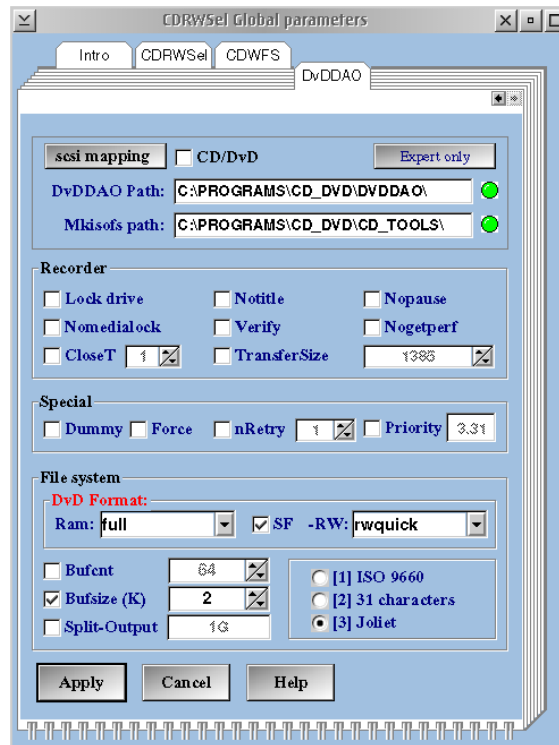 CDRWSel Global parameters
Intro CDRWSel CDWFS
DvDDAO
scsi mapping CD/DvD Expert only
DvDDAO Path: C:\PROGRAMS\CD_DVD\DVDDAO\
Mkisofs path: C:\PROGRAMS\CD_DVD\CD_TOOLS\
Recorder
Lock drive Notitle Nopause
Nomedialock Verify Nogetperf
CloseT 1 TransferSize 1385
Special
Dummy Force nRetry 1 Priority 3.31
File system
DvD Format:
Ram: full SF -RW: rwquick
Bufcnt 64
Bufsize (K) 2
Split-Output 1G
[1] ISO 9660
[2] 31 characters
[3] Joliet
Apply Cancel Help